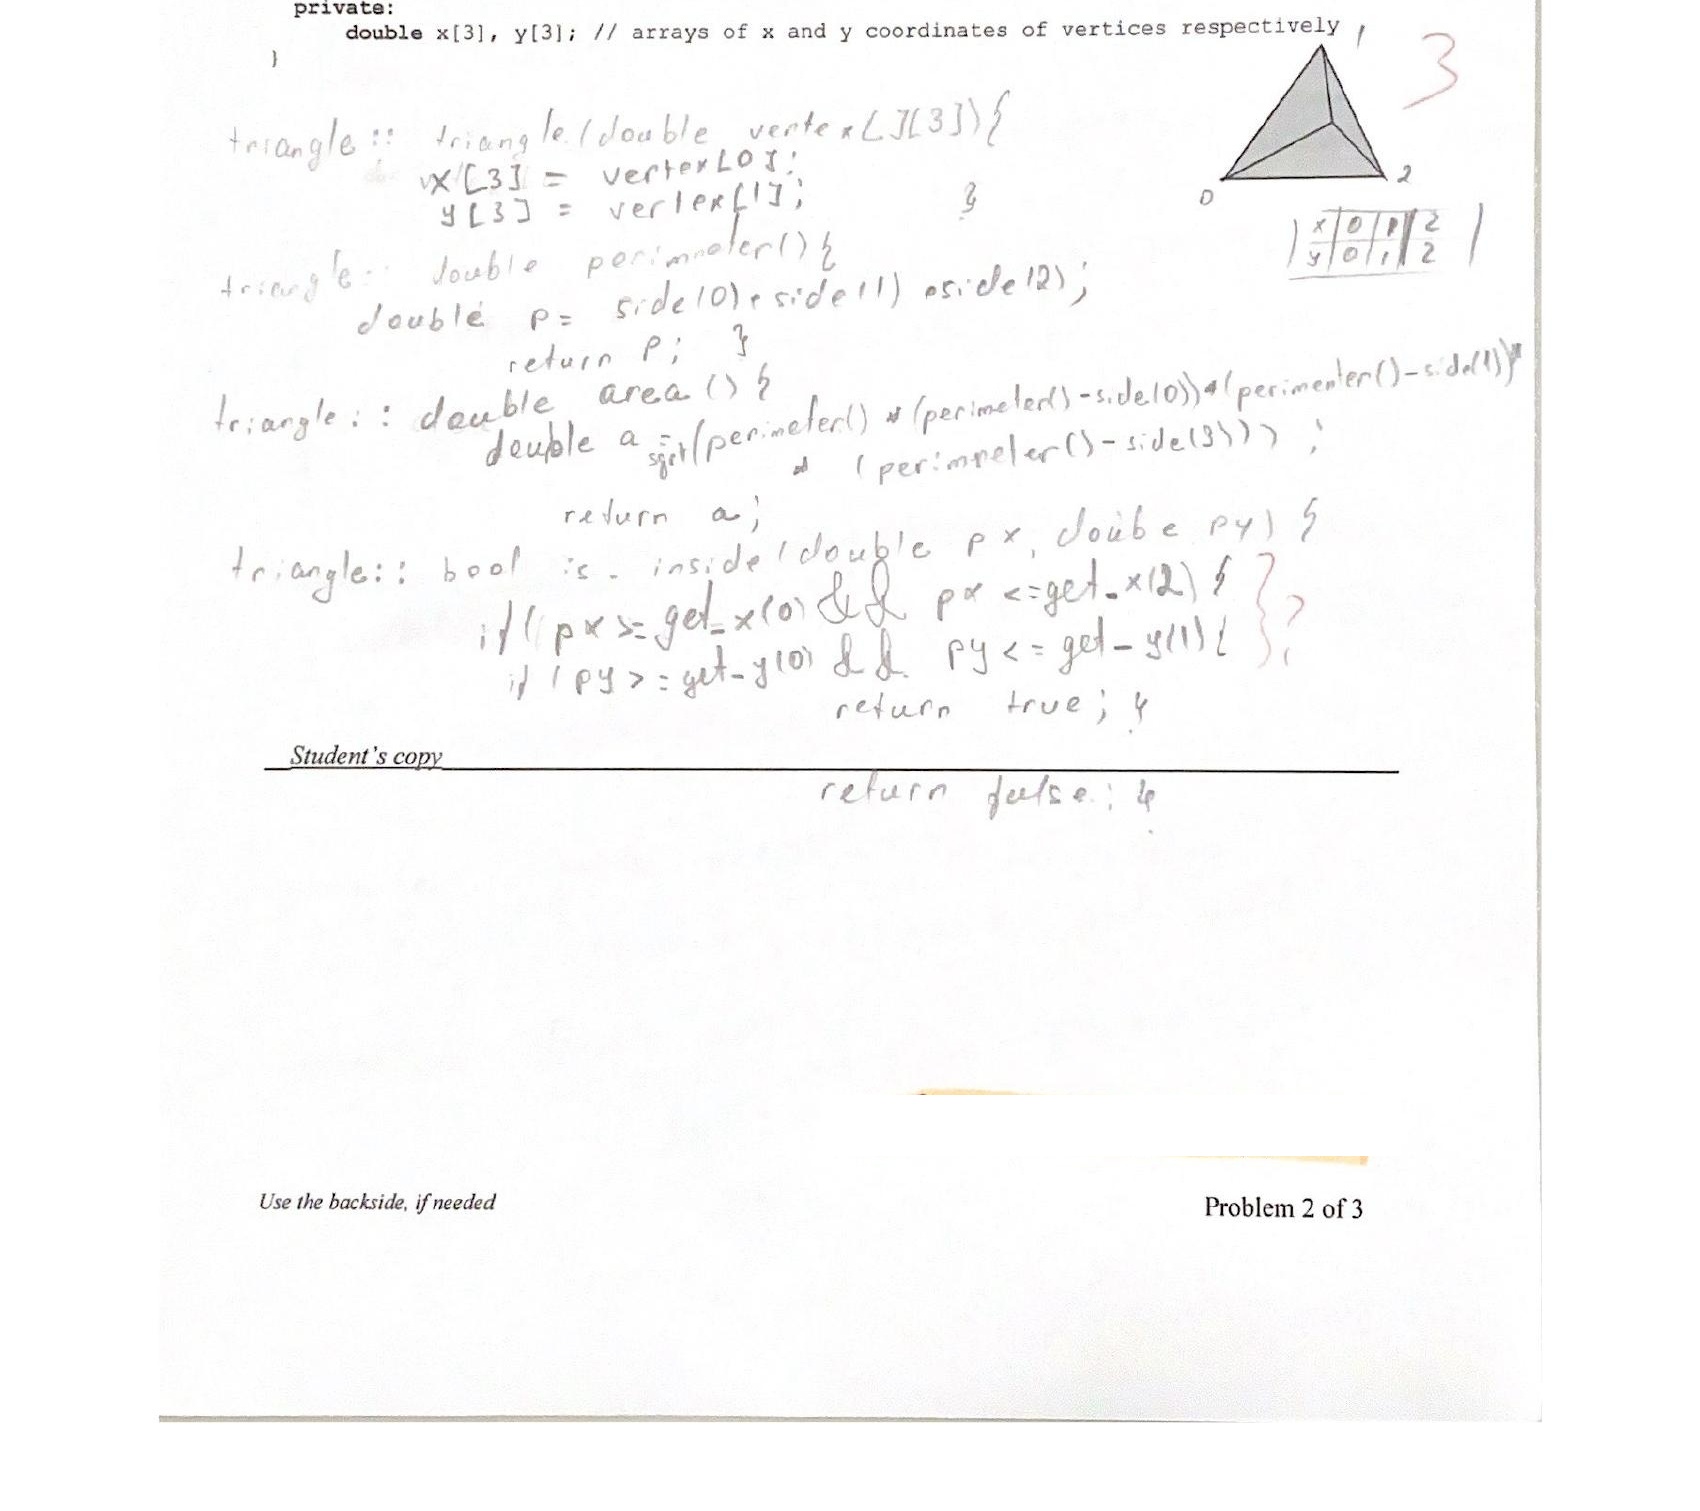 private:
double x[3], y[3]; // arrays of x and y coordinates of vertices respectively
}
1
3
0
2
x 0 1 2
y 0 1 2
triangle:: triangle(double vertex[][3]){
x[3] = vertex[0];
y[3] = vertex[1]; }
triangle:: double perimneter(){
double p= side(0)+side(1)+side(2);
return P; }
triangle:: double area () {
double a = sqrt(perimeter() * (perimeter()-side(0))*(perimenter()-side(1))*
* (perimneter()-side(3))) ;
return a;
triangle:: bool is_inside(double px, doube py) {
if( px >= get_x(0) && px <=get_x(2) {
if (py >= get_y(0) && py <= get_y(1){
} ?
return true; }
Student's copy
return false; }
Use the backside, if needed
Problem 2 of 3